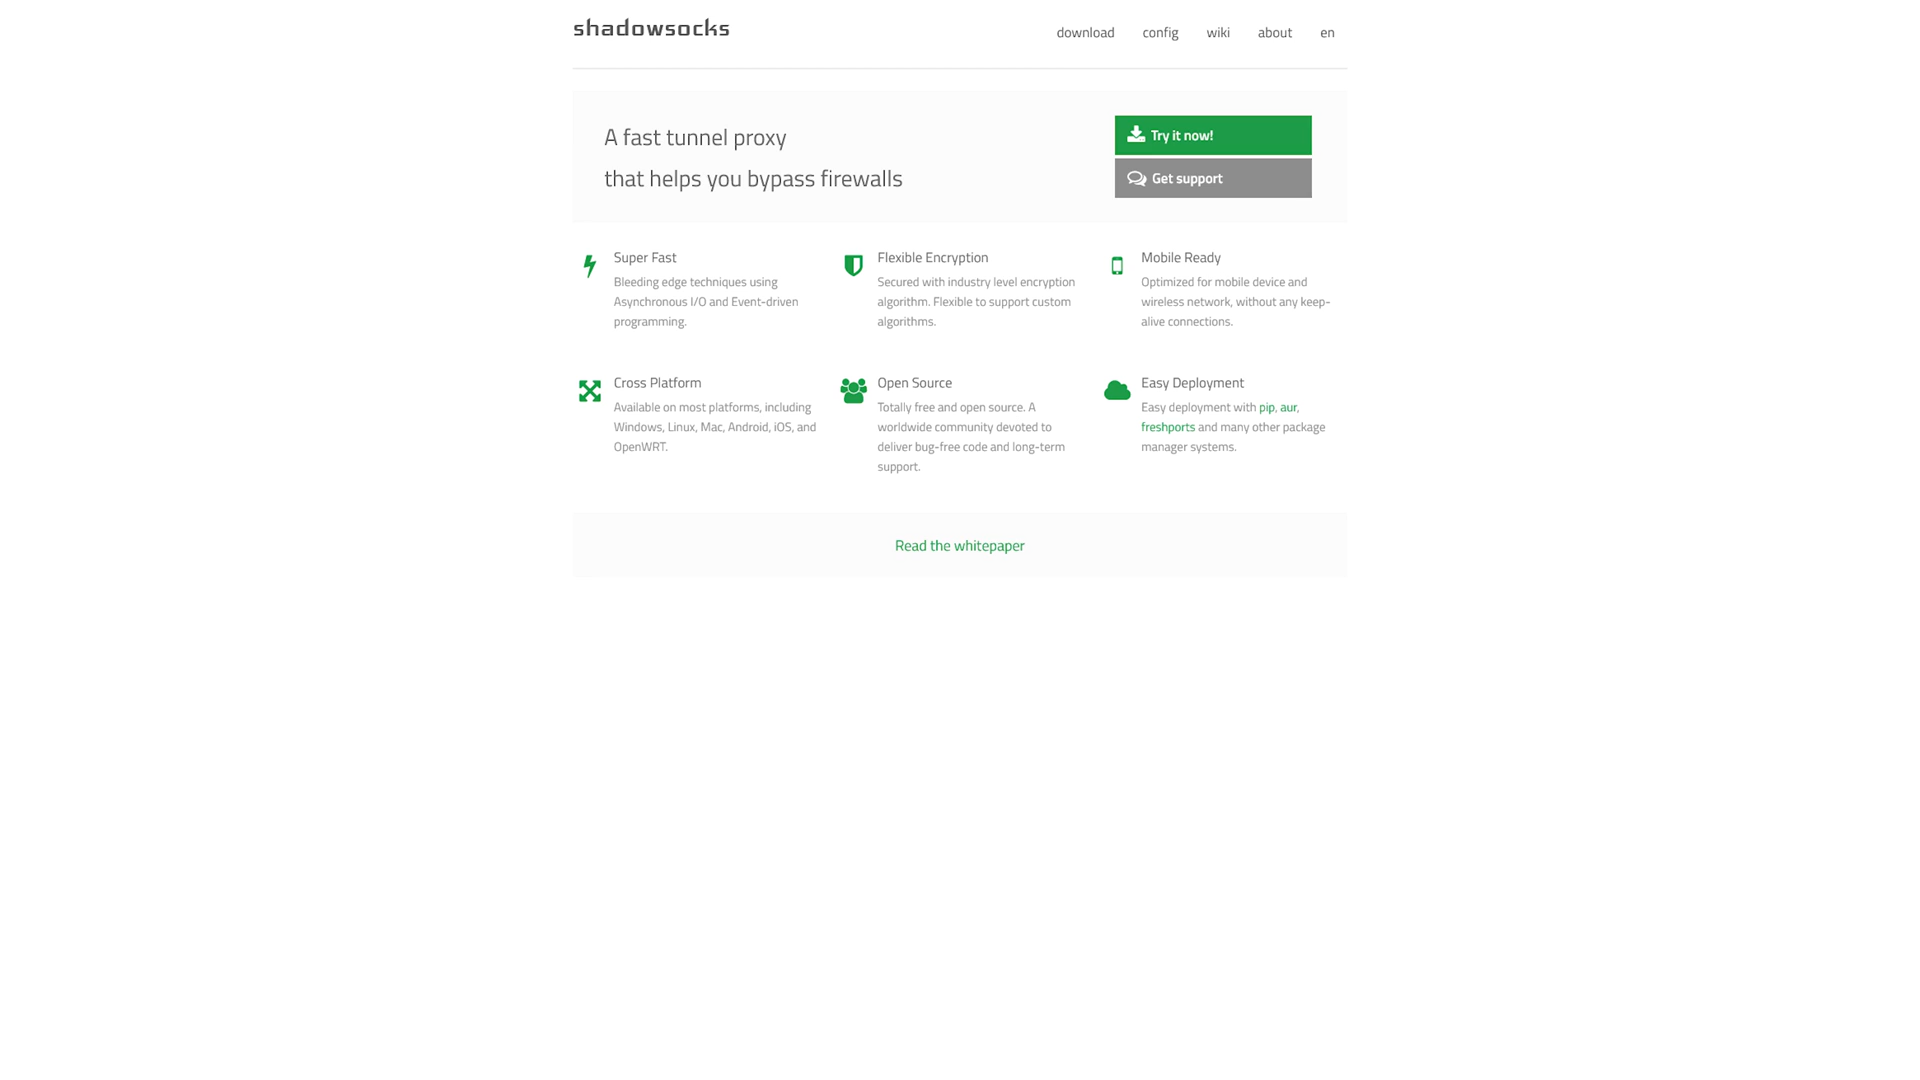 shadowsocks
download config wiki about en
A fast tunnel proxy
that helps you bypass firewalls
Try it now!
Get support
Super Fast
Bleeding edge techniques using
Asynchronous I/O and Event-driven
programming.
Flexible Encryption
Secured with industry level encryption
algorithm. Flexible to support custom
algorithms.
Mobile Ready
Optimized for mobile device and
wireless network, without any keep-
alive connections.
Cross Platform
Available on most platforms, including
Windows, Linux, Mac, Android, iOS, and
OpenWRT.
Open Source
Totally free and open source. A
worldwide community devoted to
deliver bug-free code and long-term
support.
Easy Deployment
Easy deployment with pip, aur,
freshports and many other package
manager systems.
Read the whitepaper